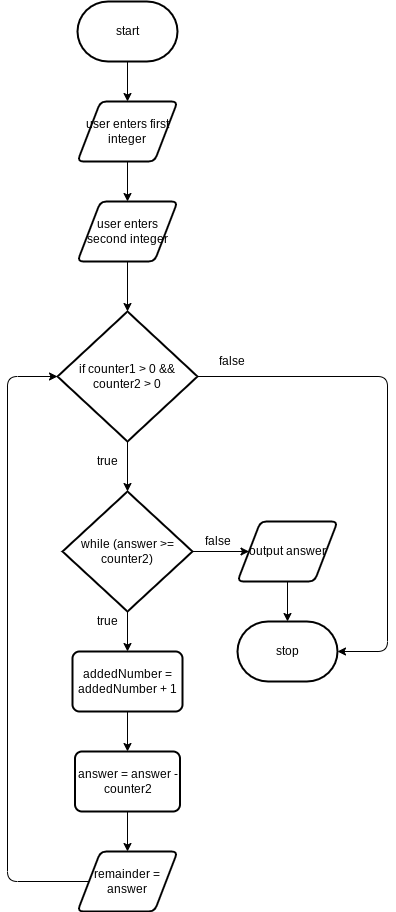 start
user enters first
integer
user enters
second integer
if counter1 > 0 &&
counter2 > 0
false
true
while (answer >=
counter2)
false
output answer
true
addedNumber =
addedNumber + 1
stop
answer = answer -
counter2
remainder =
answer